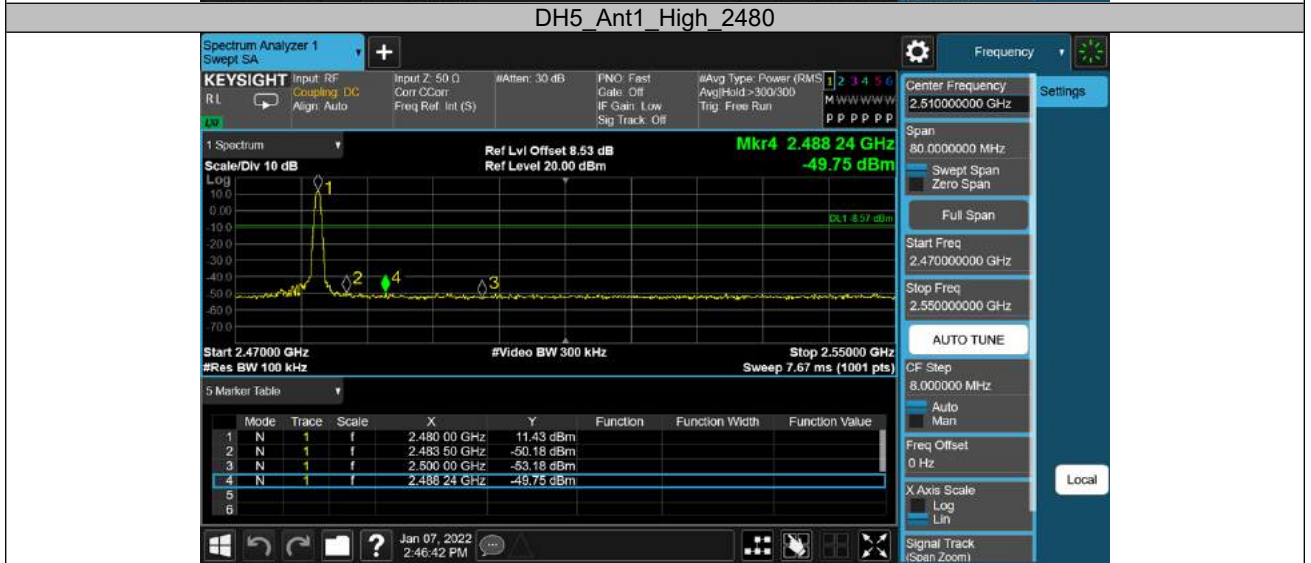 DH5_Ant1_High_2480
Spectrum Analyzer 1
Swept SA
Frequency
KEYSIGHT Input: RF Input Z: 50 Ω #Atten: 30 dB PNO: Fast #Avg Type: Power (RMS 1 2 3 4 5 6
RL Coupling: DC Corr CCorr Gate: Off Avg|Hold:>300/300 M W W W W W
Align: Auto Freq Ref: Int (S) IF Gain: Low Trig: Free Run P P P P P P
Sig Track: Off
Settings
Center Frequency
2.510000000 GHz
Span
80.0000000 MHz
Swept Span
Zero Span
Full Span
Start Freq
2.470000000 GHz
Stop Freq
2.550000000 GHz
AUTO TUNE
CF Step
8.000000 MHz
Auto
Man
Freq Offset
0 Hz
X Axis Scale
Log
Lin
Signal Track
(Span Zoom)
Local
1 Spectrum
Scale/Div 10 dB
Ref Lvl Offset 8.53 dB
Ref Level 20.00 dBm
Mkr4 2.488 24 GHz
-49.75 dBm
Log
10.0
0.00
-10.0
-20.0
-30.0
-40.0
-50.0
-60.0
-70.0
DL1 -8.57 dBm
1
2
4
3
Start 2.47000 GHz #Video BW 300 kHz Stop 2.55000 GHz
#Res BW 100 kHz Sweep 7.67 ms (1001 pts)
5 Marker Table
Mode Trace Scale X Y Function Function Width Function Value
1 N 1 f 2.480 00 GHz 11.43 dBm
2 N 1 f 2.483 50 GHz -50.18 dBm
3 N 1 f 2.500 00 GHz -53.18 dBm
4 N 1 f 2.488 24 GHz -49.75 dBm
5
6
? Jan 07, 2022
2:46:42 PM